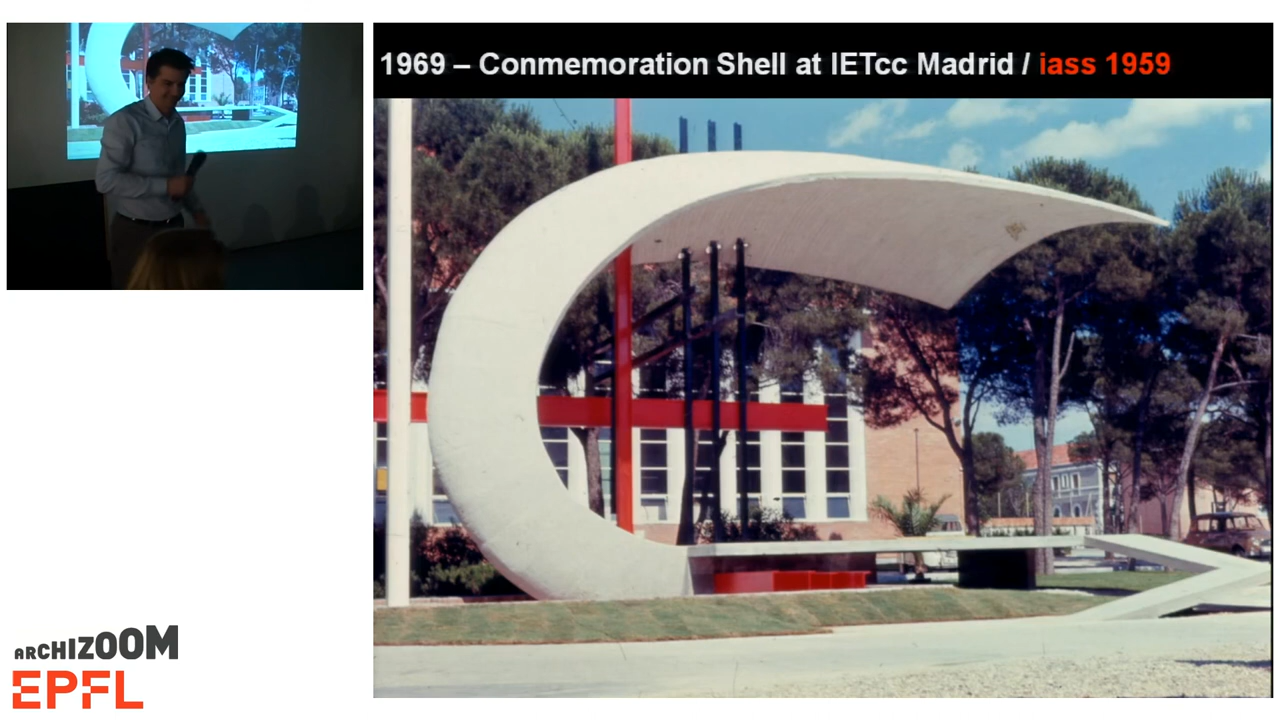 1969 – Conmemoration Shell at IETcc Madrid / iass 1959
ARCHIZOOM
EPFL